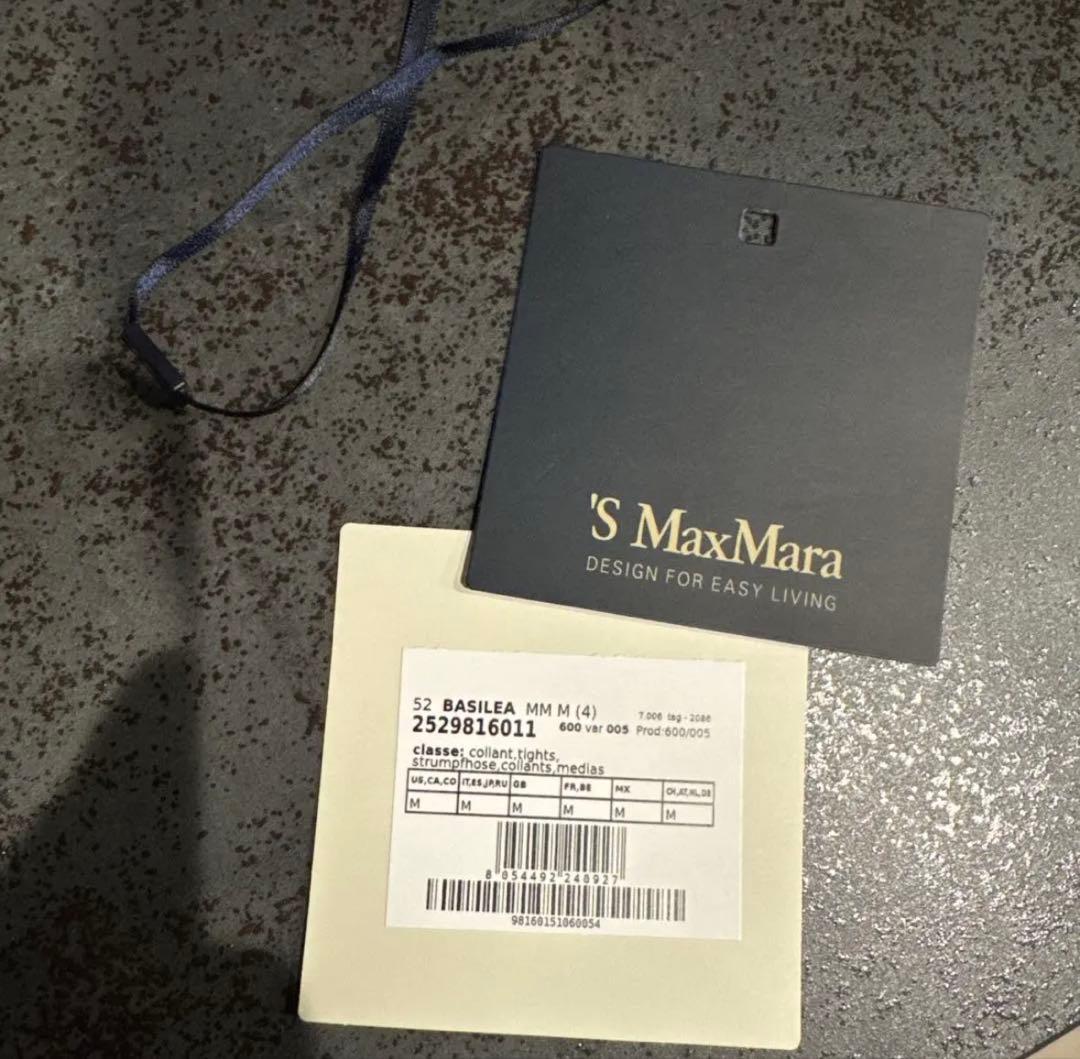 'S MaxMara
DESIGN FOR EASY LIVING
52 BASILEA MM M (4)
7.006 tag - 2086
2529816011 600 var 005 Prod:600/005
classe: collant,tights,
strumpfhose,collants,medias
US,CA,CO IT,ES,JP,RU GB FR,BE MX CH,AT,NL,DE
M M M M M M
8 054492 240927
98160151060054